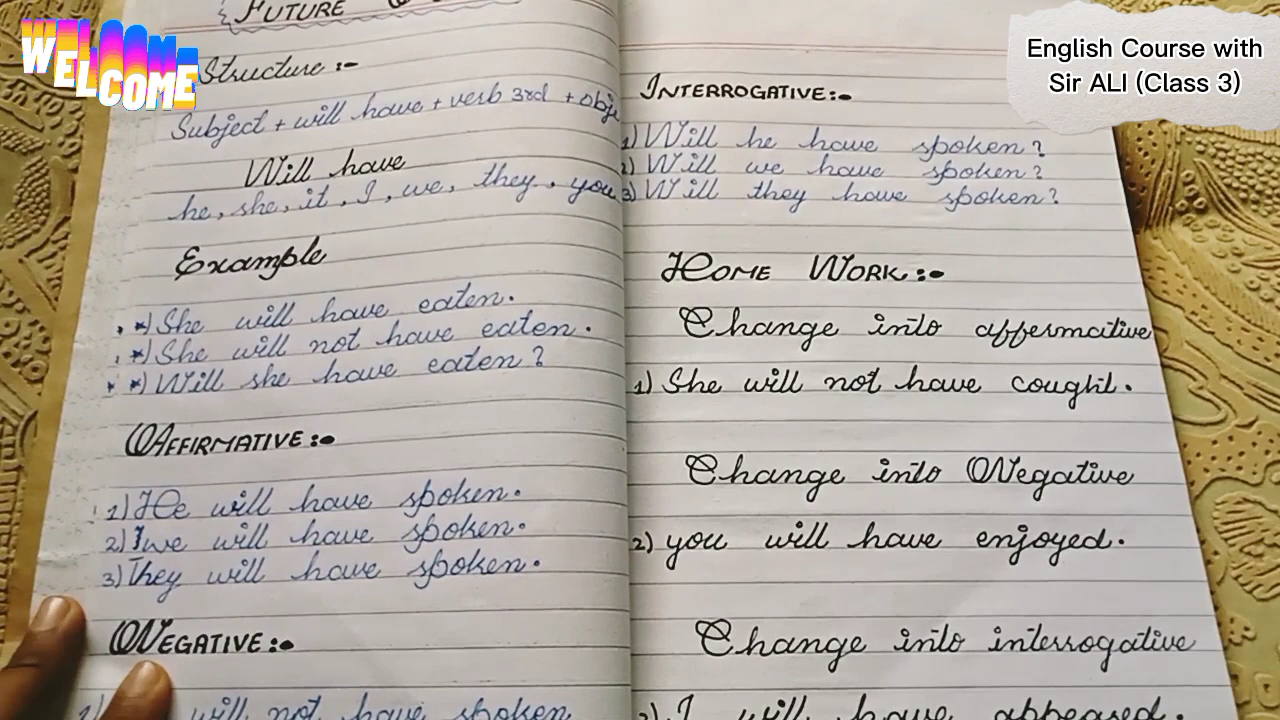 WELCOME
English Course with
Sir ALI (Class 3)
FUTURE
Structure :-
Subject + will have + verb 3rd + obje
Will have
he, she, it, I, we, they, you
Example
*) She will have eaten.
*) She will not have eaten.
*) Will she have eaten?
AFFIRMATIVE:-
1) He will have spoken.
2) we will have spoken.
3) They will have spoken.
NEGATIVE:-
will not have spoken
INTERROGATIVE:-
1) Will he have spoken?
2) Will we have spoken?
3) Will they have spoken?
HOME WORK:-
Change into affermative
1) She will not have cought.
Change into Negative
2) you will have enjoyed.
Change into interrogative
3) I will have appeared.